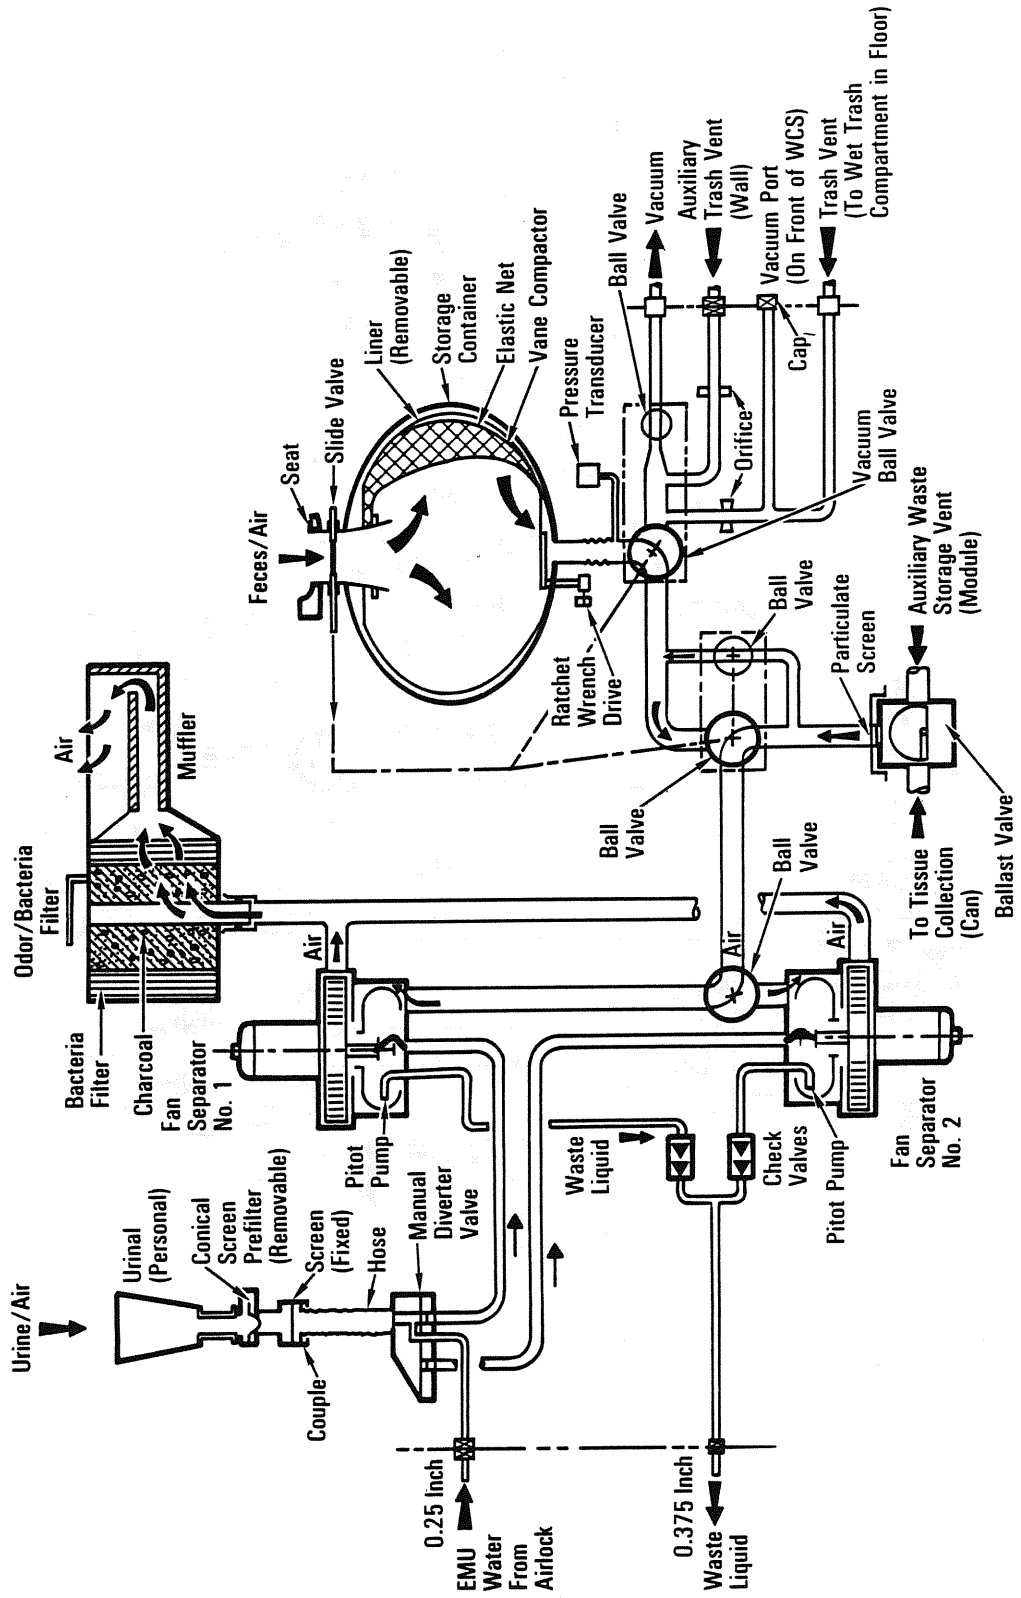 Urine/Air
Urinal
(Personal)
Conical
Screen
Prefilter
(Removable)
Screen
(Fixed)
Hose
Couple
Manual
Diverter
Valve
0.25 Inch
EMU
Water
From
Airlock
0.375 Inch
Waste
Liquid
Odor/Bacteria
Filter
Air
Muffler
Bacteria
Filter
Charcoal
Fan
Separator
No. 1
Air
Pitot
Pump
Waste
Liquid
Check
Valves
Pitot Pump
Fan
Separator
No. 2
Air
Air
Ball
Valve
Ball
Valve
Ball
Valve
Feces/Air
Seat
Slide Valve
Liner
(Removable)
Storage
Container
Elastic Net
Vane Compactor
Pressure
Transducer
Ratchet
Wrench
Drive
Ball Valve
Vacuum
Auxiliary
Trash Vent
(Wall)
Vacuum Port
(On Front of WCS)
Trash Vent
(To Wet Trash
Compartment in Floor)
Cap
Orifice
Vacuum
Ball Valve
Particulate
Screen
Auxiliary Waste
Storage Vent
(Module)
To Tissue
Collection
(Can)
Ballast Valve